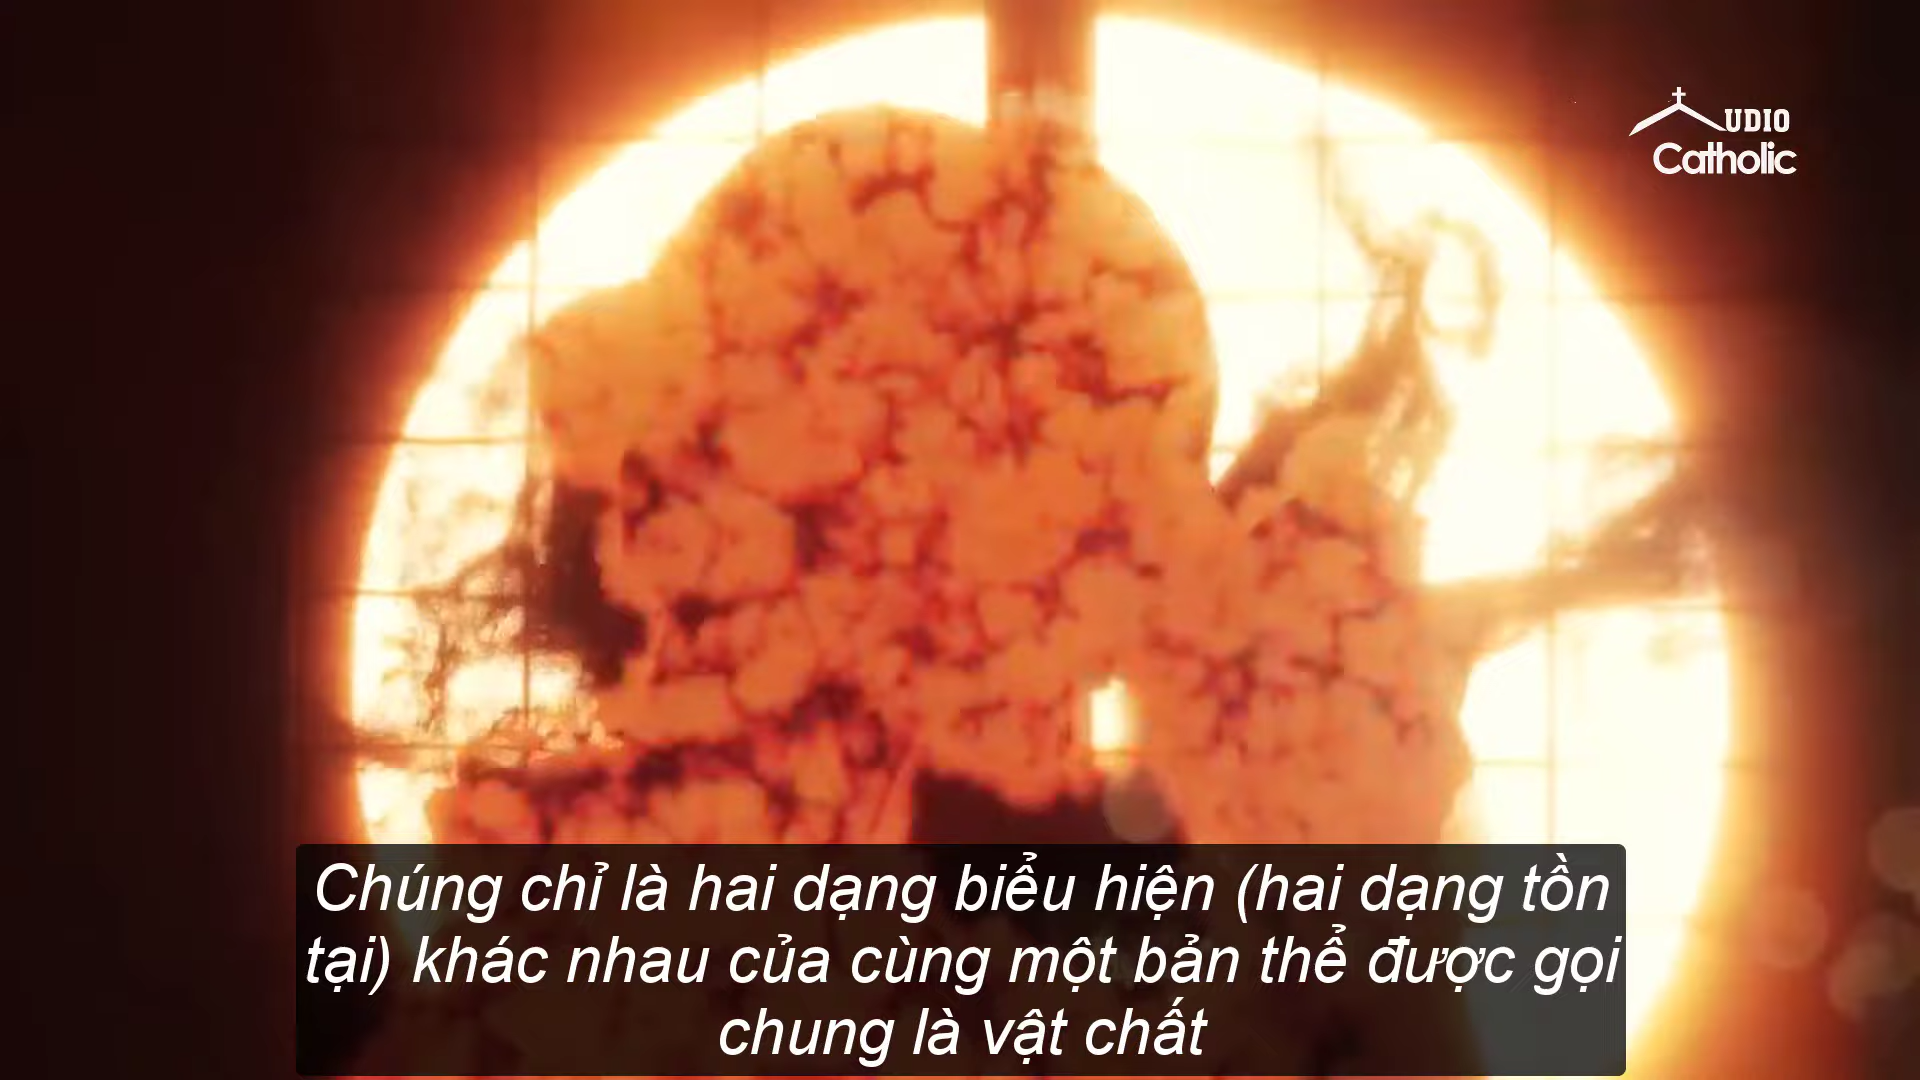 UDIO
Catholic
Chúng chỉ là hai dạng biểu hiện (hai dạng tồn
tại) khác nhau của cùng một bản thể được gọi
chung là vật chất